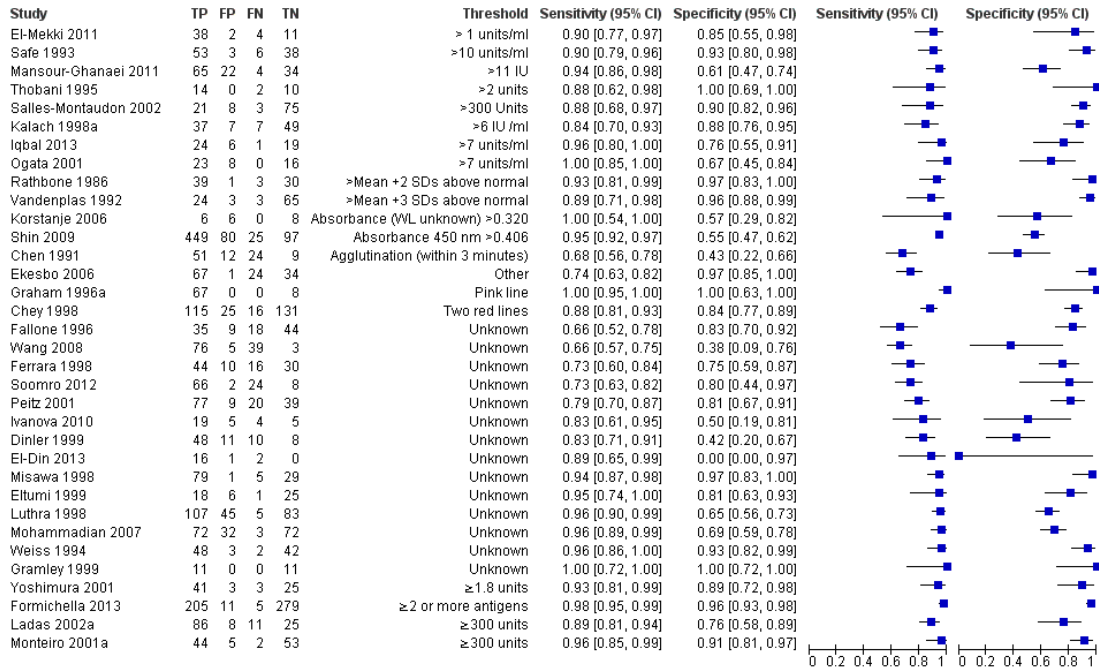 Study TP FP FN TN Threshold Sensitivity (95% CI) Specificity (95% CI) Sensitivity (95% CI) Specificity (95% CI)
El-Mekki 2011 38 2 4 11 > 1 units/ml 0.90 [0.77, 0.97] 0.85 [0.55, 0.98]
Safe 1993 53 3 6 38 >10 units/ml 0.90 [0.79, 0.96] 0.93 [0.80, 0.98]
Mansour-Ghanaei 2011 65 22 4 34 >11 IU 0.94 [0.86, 0.98] 0.61 [0.47, 0.74]
Thobani 1995 14 0 2 10 >2 units 0.88 [0.62, 0.98] 1.00 [0.69, 1.00]
Salles-Montaudon 2002 21 8 3 75 >300 Units 0.88 [0.68, 0.97] 0.90 [0.82, 0.96]
Kalach 1998a 37 7 7 49 >6 IU /ml 0.84 [0.70, 0.93] 0.88 [0.76, 0.95]
Iqbal 2013 24 6 1 19 >7 units/ml 0.96 [0.80, 1.00] 0.76 [0.55, 0.91]
Ogata 2001 23 8 0 16 >7 units/ml 1.00 [0.85, 1.00] 0.67 [0.45, 0.84]
Rathbone 1986 39 1 3 30 >Mean +2 SDs above normal 0.93 [0.81, 0.99] 0.97 [0.83, 1.00]
Vandenplas 1992 24 3 3 65 >Mean +3 SDs above normal 0.89 [0.71, 0.98] 0.96 [0.88, 0.99]
Korstanje 2006 6 6 0 8 Absorbance (WL unknown) >0.320 1.00 [0.54, 1.00] 0.57 [0.29, 0.82]
Shin 2009 449 80 25 97 Absorbance 450 nm >0.406 0.95 [0.92, 0.97] 0.55 [0.47, 0.62]
Chen 1991 51 12 24 9 Agglutination (within 3 minutes) 0.68 [0.56, 0.78] 0.43 [0.22, 0.66]
Ekesbo 2006 67 1 24 34 Other 0.74 [0.63, 0.82] 0.97 [0.85, 1.00]
Graham 1996a 67 0 0 8 Pink line 1.00 [0.95, 1.00] 1.00 [0.63, 1.00]
Chey 1998 115 25 16 131 Two red lines 0.88 [0.81, 0.93] 0.84 [0.77, 0.89]
Fallone 1996 35 9 18 44 Unknown 0.66 [0.52, 0.78] 0.83 [0.70, 0.92]
Wang 2008 76 5 39 3 Unknown 0.66 [0.57, 0.75] 0.38 [0.09, 0.76]
Ferrara 1998 44 10 16 30 Unknown 0.73 [0.60, 0.84] 0.75 [0.59, 0.87]
Soomro 2012 66 2 24 8 Unknown 0.73 [0.63, 0.82] 0.80 [0.44, 0.97]
Peitz 2001 77 9 20 39 Unknown 0.79 [0.70, 0.87] 0.81 [0.67, 0.91]
Ivanova 2010 19 5 4 5 Unknown 0.83 [0.61, 0.95] 0.50 [0.19, 0.81]
Dinler 1999 48 11 10 8 Unknown 0.83 [0.71, 0.91] 0.42 [0.20, 0.67]
El-Din 2013 16 1 2 0 Unknown 0.89 [0.65, 0.99] 0.00 [0.00, 0.97]
Misawa 1998 79 1 5 29 Unknown 0.94 [0.87, 0.98] 0.97 [0.83, 1.00]
Eltumi 1999 18 6 1 25 Unknown 0.95 [0.74, 1.00] 0.81 [0.63, 0.93]
Luthra 1998 107 45 5 83 Unknown 0.96 [0.90, 0.99] 0.65 [0.56, 0.73]
Mohammadian 2007 72 32 3 72 Unknown 0.96 [0.89, 0.99] 0.69 [0.59, 0.78]
Weiss 1994 48 3 2 42 Unknown 0.96 [0.86, 1.00] 0.93 [0.82, 0.99]
Gramley 1999 11 0 0 11 Unknown 1.00 [0.72, 1.00] 1.00 [0.72, 1.00]
Yoshimura 2001 41 3 3 25 ≥1.8 units 0.93 [0.81, 0.99] 0.89 [0.72, 0.98]
Formichella 2013 205 11 5 279 ≥2 or more antigens 0.98 [0.95, 0.99] 0.96 [0.93, 0.98]
Ladas 2002a 86 8 11 25 ≥300 units 0.89 [0.81, 0.94] 0.76 [0.58, 0.89]
Monteiro 2001a 44 5 2 53 ≥300 units 0.96 [0.85, 0.99] 0.91 [0.81, 0.97]
0 0.2 0.4 0.6 0.8 1 0 0.2 0.4 0.6 0.8 1